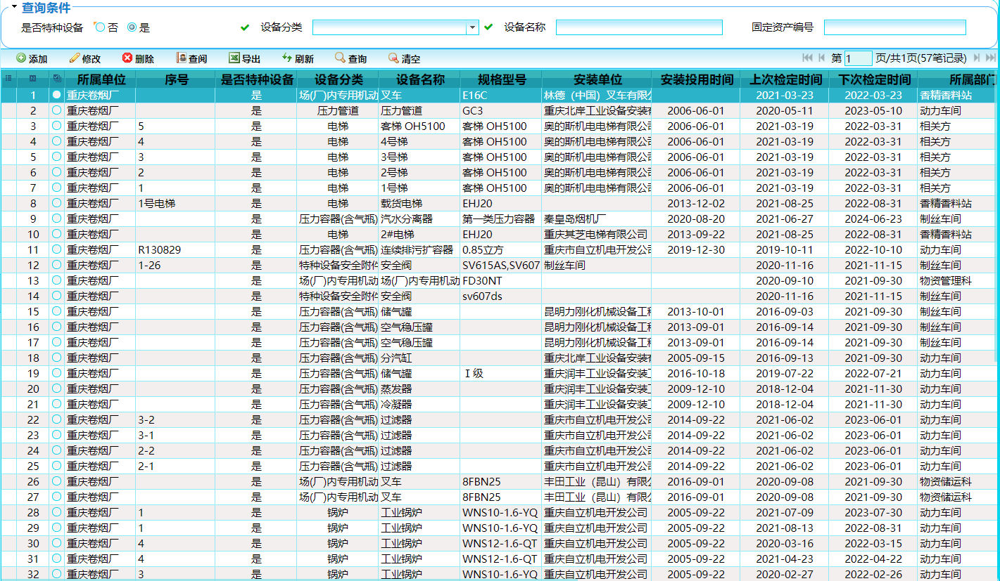 查询条件
是否特种设备 否 是 设备分类 设备名称 固定资产编号
添加 修改 删除 查阅 导出 刷新 查询 清空 第 1 页/共1页(57笔记录)
所属单位 序号 是否特种设备 设备分类 设备名称 规格型号 安装单位 安装投用时间 上次检定时间 下次检定时间 所属部门
1 重庆卷烟厂 是 场(厂)内专用机动 叉车 E16C 林德（中国）叉车有限公 2021-03-23 2022-03-23 香精香料站
2 重庆卷烟厂 是 压力管道 压力管道 GC3 重庆北岸工业设备安装有 2006-06-01 2020-05-11 2023-05-10 动力车间
3 重庆卷烟厂 5 是 电梯 客梯 OH5100 客梯 OH5100 奥的斯机电电梯有限公司 2006-06-01 2021-03-19 2022-03-31 相关方
4 重庆卷烟厂 4 是 电梯 4号梯 客梯 OH5100 奥的斯机电电梯有限公司 2006-06-01 2021-03-19 2022-03-31 相关方
5 重庆卷烟厂 3 是 电梯 3号梯 客梯 OH5100 奥的斯机电电梯有限公司 2006-06-01 2021-03-19 2022-03-31 相关方
6 重庆卷烟厂 2 是 电梯 2号梯 客梯 OH5100 奥的斯机电电梯有限公司 2006-06-01 2021-03-19 2022-03-31 相关方
7 重庆卷烟厂 1 是 电梯 1号梯 客梯 OH5100 奥的斯机电电梯有限公司 2006-06-01 2021-03-19 2022-03-31 相关方
8 重庆卷烟厂 1号电梯 是 电梯 载货电梯 EHJ20 2013-12-02 2021-08-25 2022-08-31 香精香料站
9 重庆卷烟厂 是 压力容器(含气瓶) 汽水分离器 第一类压力容器 秦皇岛烟机厂 2020-08-20 2021-06-27 2024-06-23 制丝车间
10 重庆卷烟厂 是 电梯 2#电梯 EHJ20 重庆其芝电梯有限公司 2013-09-22 2021-08-25 2022-08-31 香精香料站
11 重庆卷烟厂 R130829 是 压力容器(含气瓶) 连续排污扩容器 0.85立方 重庆市自立机电开发公司 2019-12-30 2019-10-11 2022-10-10 动力车间
12 重庆卷烟厂 1-26 是 特种设备安全附件 安全阀 SV615AS,SV607 制丝车间 2020-11-16 2021-11-15 制丝车间
13 重庆卷烟厂 是 场(厂)内专用机动 场(厂)内专用机动 FD30NT 2020-09-10 2021-09-30 物资管理科
14 重庆卷烟厂 是 特种设备安全附件 安全阀 sv607ds 2020-11-16 2021-11-15 制丝车间
15 重庆卷烟厂 是 压力容器(含气瓶) 储气罐 昆明力刚化机械设备工程 2013-10-01 2016-09-03 2021-09-30 制丝车间
16 重庆卷烟厂 是 压力容器(含气瓶) 空气稳压罐 昆明力刚化机械设备工程 2013-09-01 2016-09-14 2021-09-30 制丝车间
17 重庆卷烟厂 是 压力容器(含气瓶) 空气稳压罐 昆明力刚化机械设备工程 2013-09-01 2016-09-14 2021-09-30 制丝车间
18 重庆卷烟厂 是 压力容器(含气瓶) 分汽缸 重庆北岸工业设备安装有 2005-09-15 2016-09-13 2021-09-30 动力车间
19 重庆卷烟厂 是 压力容器(含气瓶) 储气罐 Ⅰ级 重庆润丰工业设备安装工 2016-10-18 2019-07-22 2022-07-21 动力车间
20 重庆卷烟厂 是 压力容器(含气瓶) 蒸发器 重庆润丰工业设备安装工 2009-12-10 2018-12-04 2021-11-30 动力车间
21 重庆卷烟厂 是 压力容器(含气瓶) 冷凝器 重庆润丰工业设备安装工 2009-12-10 2018-12-04 2021-11-30 动力车间
22 重庆卷烟厂 3-2 是 压力容器(含气瓶) 过滤器 重庆市自立机电开发公司 2014-09-22 2021-06-02 2023-06-01 动力车间
23 重庆卷烟厂 3-1 是 压力容器(含气瓶) 过滤器 重庆市自立机电开发公司 2014-09-22 2021-06-02 2023-06-01 动力车间
24 重庆卷烟厂 2-2 是 压力容器(含气瓶) 过滤器 重庆市自立机电开发公司 2014-09-22 2021-06-02 2023-06-01 动力车间
25 重庆卷烟厂 2-1 是 压力容器(含气瓶) 过滤器 重庆市自立机电开发公司 2014-09-22 2021-06-02 2023-06-01 动力车间
26 重庆卷烟厂 是 场(厂)内专用机动 叉车 8FBN25 丰田工业（昆山）有限公 2016-09-01 2020-09-08 2021-09-30 物资储运科
27 重庆卷烟厂 是 场(厂)内专用机动 叉车 8FBN25 丰田工业（昆山）有限公 2016-09-01 2020-09-08 2021-09-30 物资储运科
28 重庆卷烟厂 1 是 锅炉 工业锅炉 WNS10-1.6-YQ 重庆自立机电开发公司 2005-09-22 2021-07-09 2023-07-30 动力车间
29 重庆卷烟厂 1 是 锅炉 工业锅炉 WNS10-1.6-YQ 重庆自立机电开发公司 2005-09-22 2021-08-13 2022-08-31 动力车间
30 重庆卷烟厂 4 是 锅炉 工业锅炉 WNS12-1.6-QT 重庆自立机电开发公司 2005-09-22 2020-03-16 2022-03-15 动力车间
31 重庆卷烟厂 4 是 锅炉 工业锅炉 WNS12-1.6-QT 重庆自立机电开发公司 2005-09-22 2021-04-23 2022-04-22 动力车间
32 重庆卷烟厂 3 是 锅炉 工业锅炉 WNS10-1.6-YQ 重庆自立机电开发公司 2005-09-22 2020-02-27 2022-02-26 动力车间